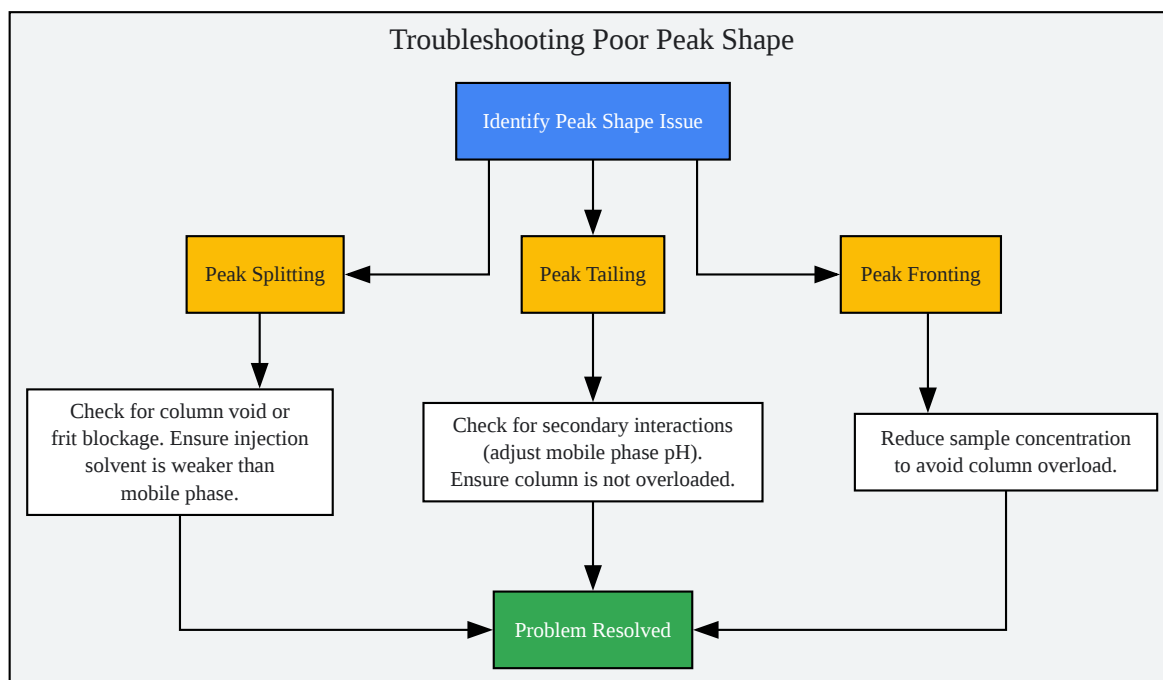 Troubleshooting Poor Peak Shape
Identify Peak Shape Issue
Peak Splitting
Peak Tailing
Peak Fronting
Check for column void or
frit blockage. Ensure injection
solvent is weaker than
mobile phase.
Check for secondary interactions
(adjust mobile phase pH).
Ensure column is not overloaded.
Reduce sample concentration
to avoid column overload.
Problem Resolved